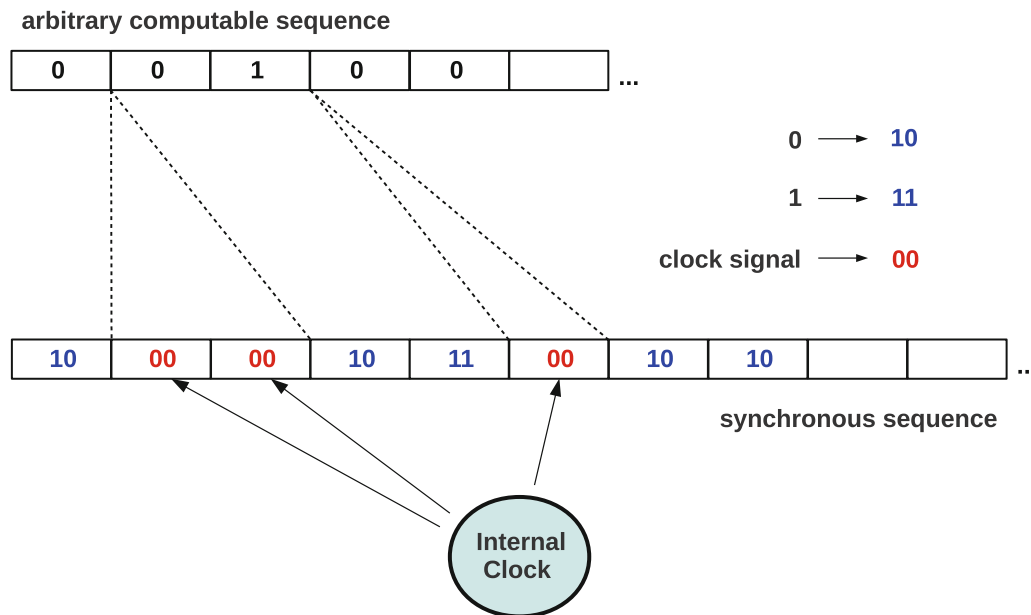 arbitrary computable sequence
0 0 1 0 0 ...
0 10
1 11
clock signal 00
10 00 00 10 11 00 10 10 ..
synchronous sequence
Internal
Clock